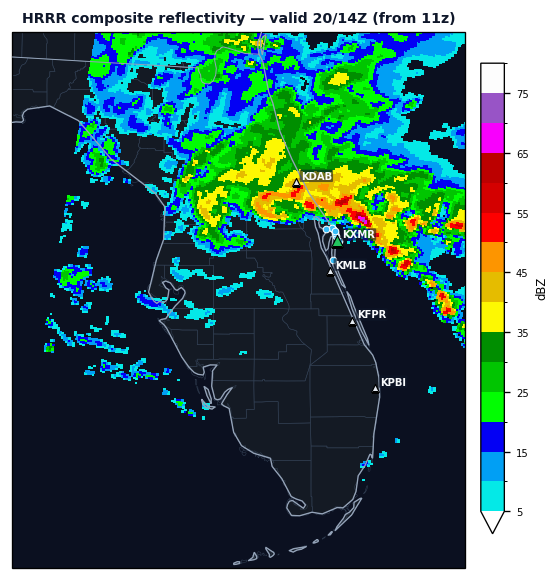 HRRR composite reflectivity — valid 20/14Z (from 11z)
KDAB
KXMR
KMLB
KFPR
KPBI
75
65
55
45
35
25
15
5
dBZ